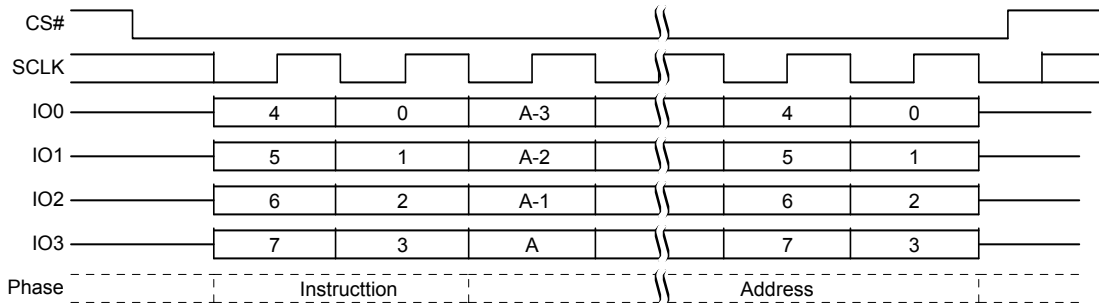 CS#
SCLK
IO0 4 0 A-3 4 0
IO1 5 1 A-2 5 1
IO2 6 2 A-1 6 2
IO3 7 3 A 7 3
Phase Instructtion Address